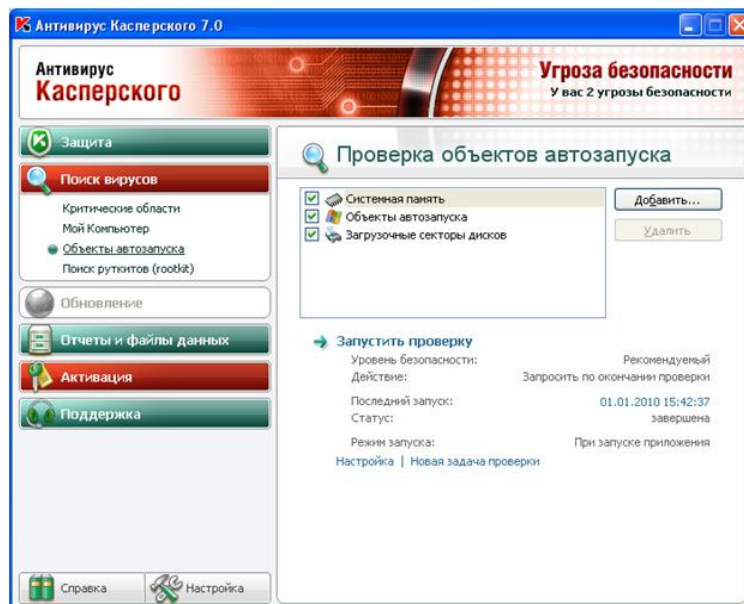 Антивирус Касперского 7.0
Антивирус
Касперского
Угроза безопасности
У вас 2 угрозы безопасности
Защита
Поиск вирусов
Критические области
Мой Компьютер
Объекты автозапуска
Поиск руткитов (rootkit)
Обновление
Отчеты и файлы данных
Активация
Поддержка
Справка
Настройка
Проверка объектов автозапуска
Системная память
Объекты автозапуска
Загрузочные секторы дисков
Добавить...
Удалить
Запустить проверку
Уровень безопасности: Рекомендуемый
Действие: Запросить по окончании проверки
Последний запуск: 01.01.2010 15:42:37
Статус: завершена
Режим запуска: При запуске приложения
Настройка | Новая задача проверки